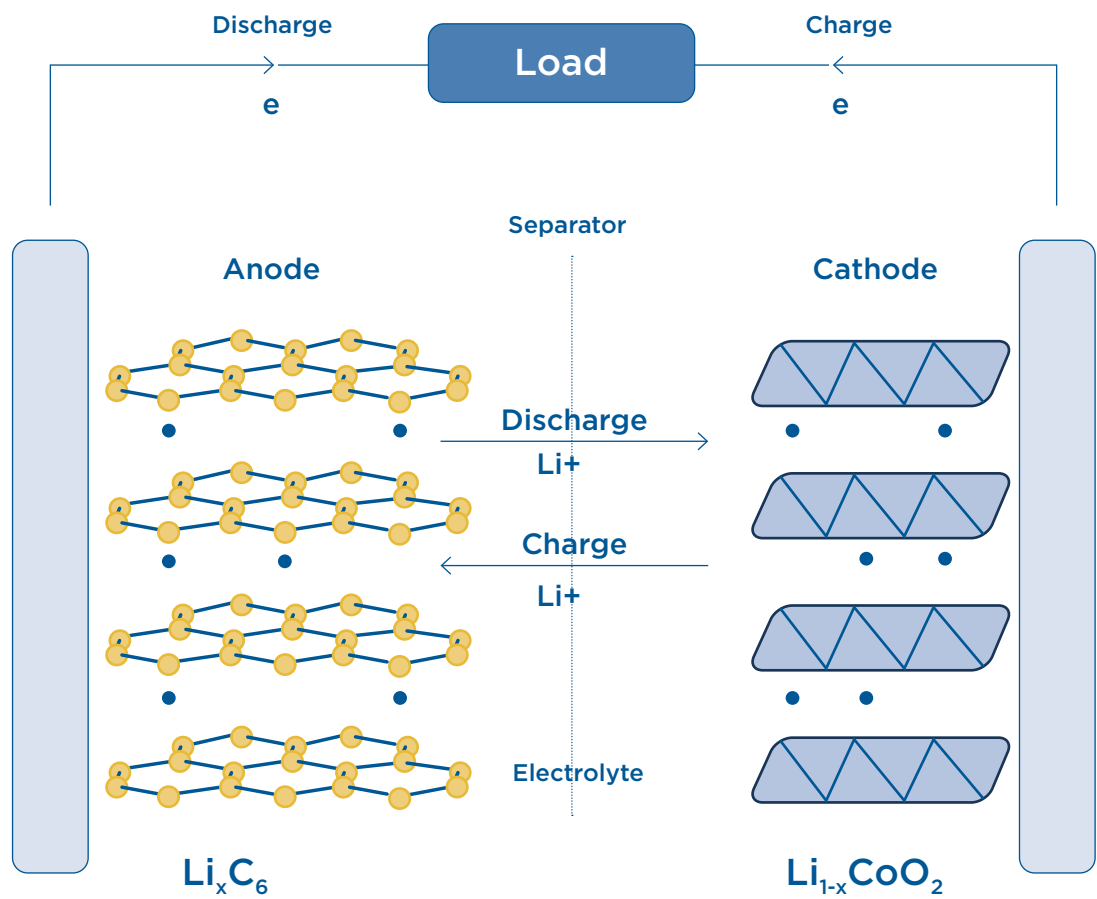 Discharge
Charge
Load
e
e
Separator
Anode
Cathode
Discharge
Li+
Charge
Li+
Electrolyte
LiₓC₆
Li₁₋ₓCoO₂